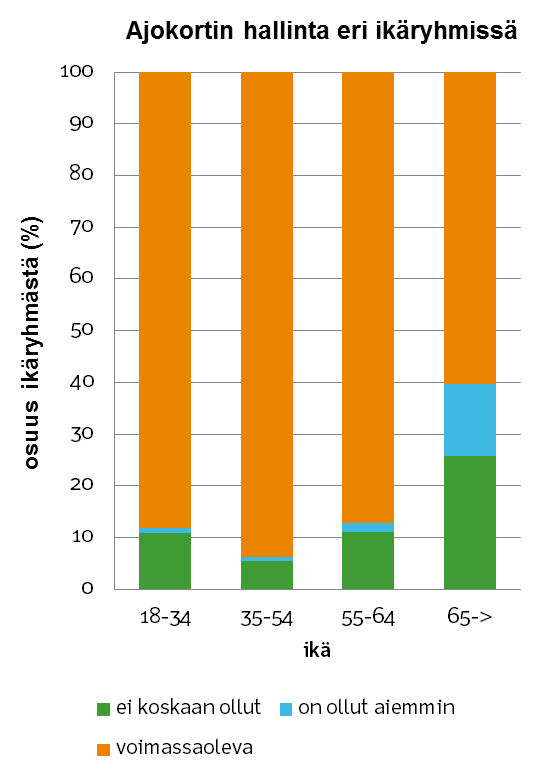 Ajokortin hallinta eri ikäryhmissä
osuus ikäryhmästä (%)
100
90
80
70
60
50
40
30
20
10
0
18-34 35-54 55-64 65->
ikä
ei koskaan ollut on ollut aiemmin
voimassaoleva